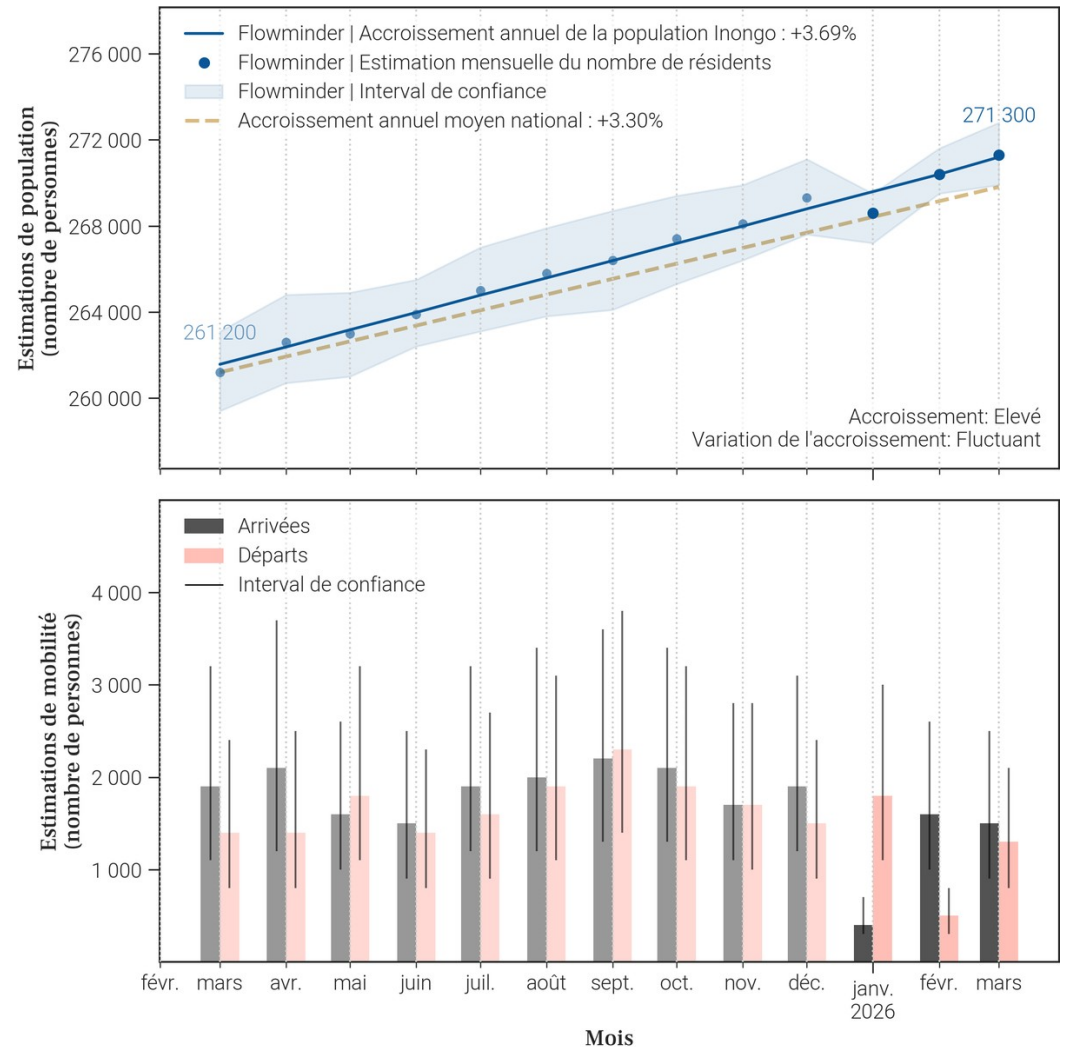 276 000
272 000
268 000
264 000
260 000
Estimations de population
(nombre de personnes)
Flowminder | Accroissement annuel de la population Inongo : +3.69%
Flowminder | Estimation mensuelle du nombre de résidents
Flowminder | Interval de confiance
Accroissement annuel moyen national : +3.30%
271 300
261 200
Accroissement: Elevé
Variation de l'accroissement: Fluctuant
Arrivées
Départs
Interval de confiance
4 000
3 000
2 000
1 000
Estimations de mobilité
(nombre de personnes)
févr. mars avr. mai juin juil. août sept. oct. nov. déc. janv. févr. mars
2026
Mois